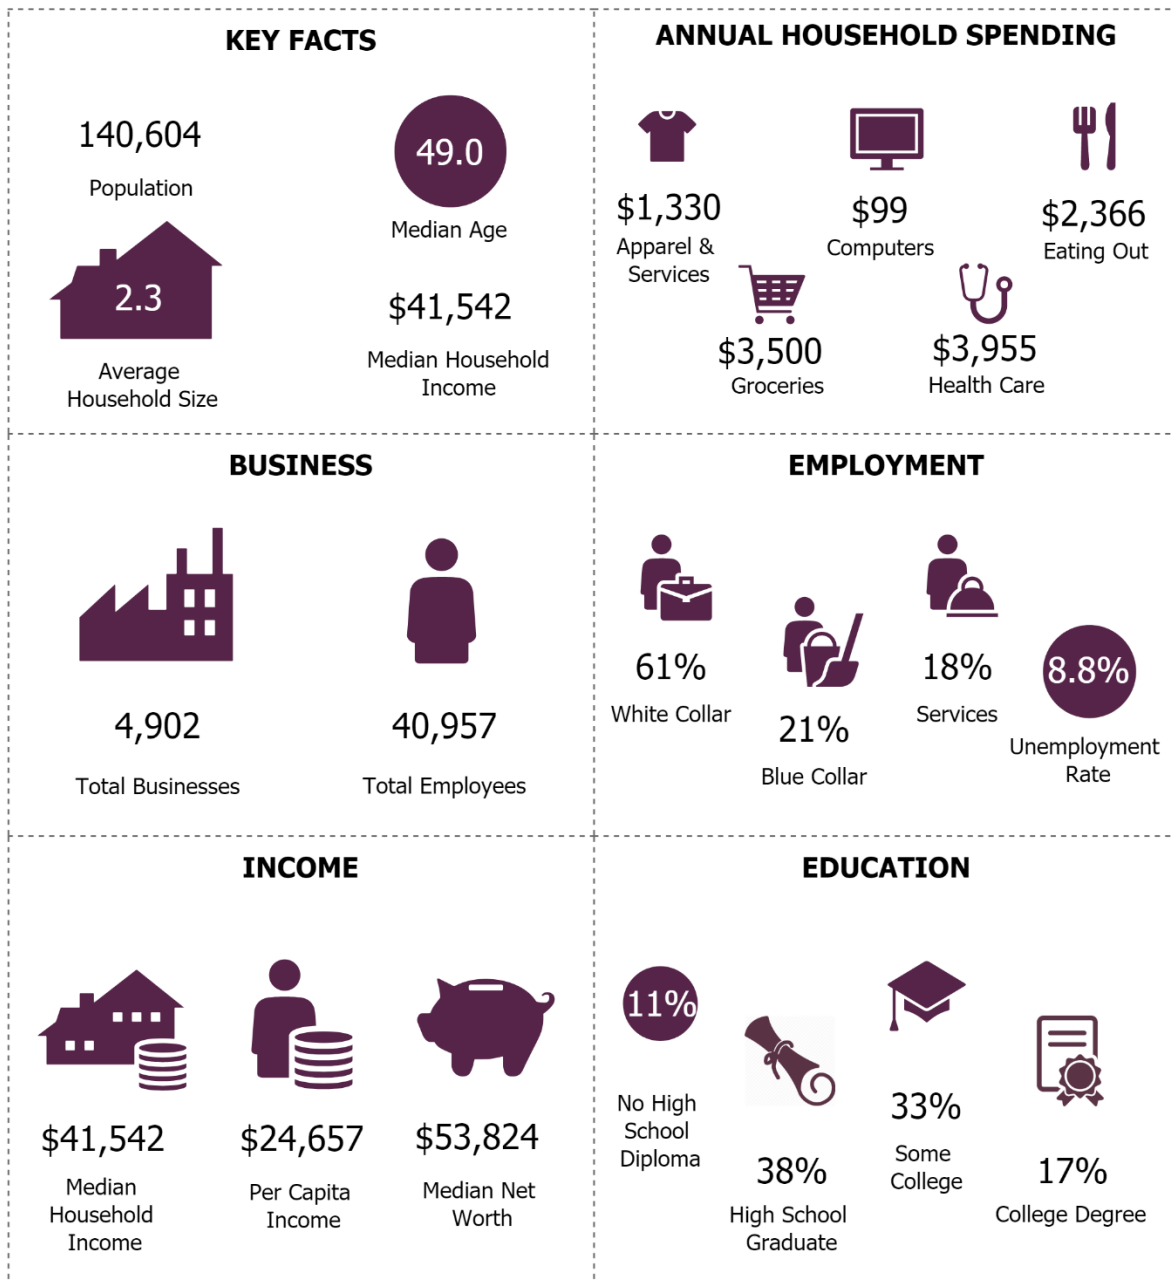 KEY FACTS
140,604
Population
49.0
Median Age
2.3
Average
Household Size
$41,542
Median Household
Income
ANNUAL HOUSEHOLD SPENDING
$1,330
Apparel &
Services
$99
Computers
$2,366
Eating Out
$3,500
Groceries
$3,955
Health Care
BUSINESS
4,902
Total Businesses
40,957
Total Employees
EMPLOYMENT
61%
White Collar
21%
Blue Collar
18%
Services
8.8%
Unemployment
Rate
INCOME
$41,542
Median
Household
Income
$24,657
Per Capita
Income
$53,824
Median Net
Worth
EDUCATION
11%
No High
School
Diploma
38%
High School
Graduate
33%
Some
College
17%
College Degree